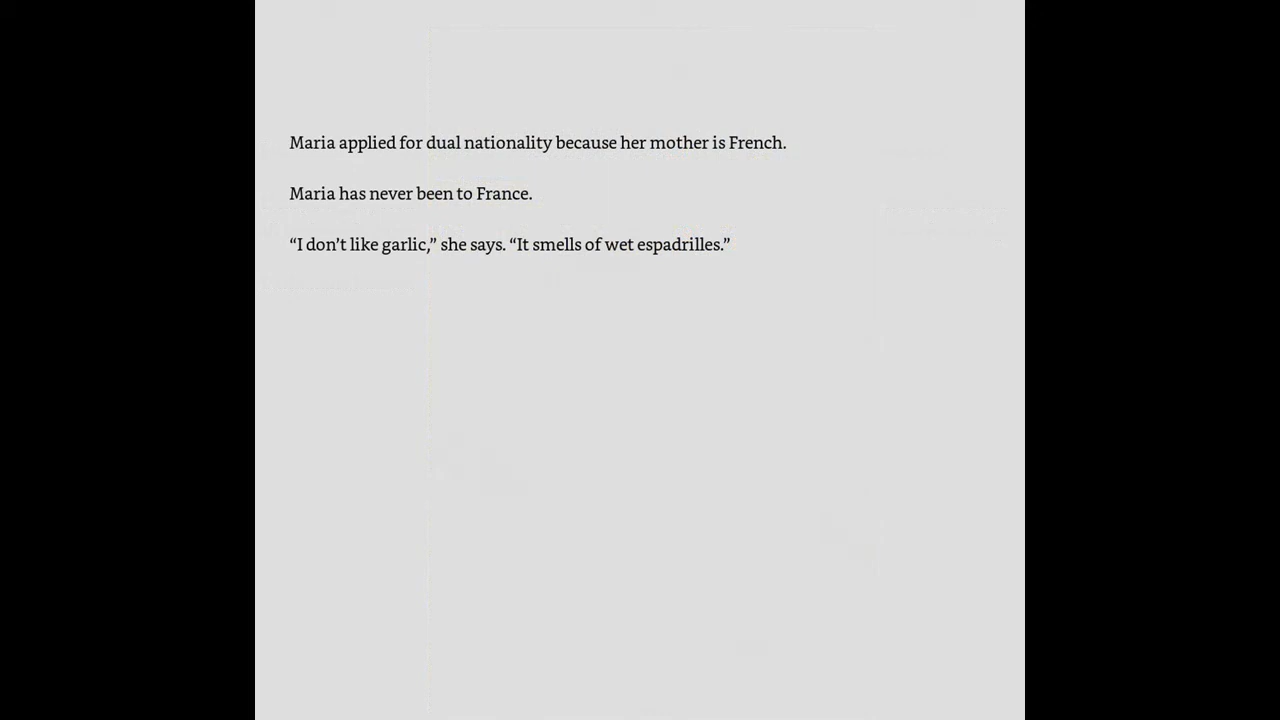 Maria applied for dual nationality because her mother is French.
Maria has never been to France.
“I don’t like garlic,” she says. “It smells of wet espadrilles.”